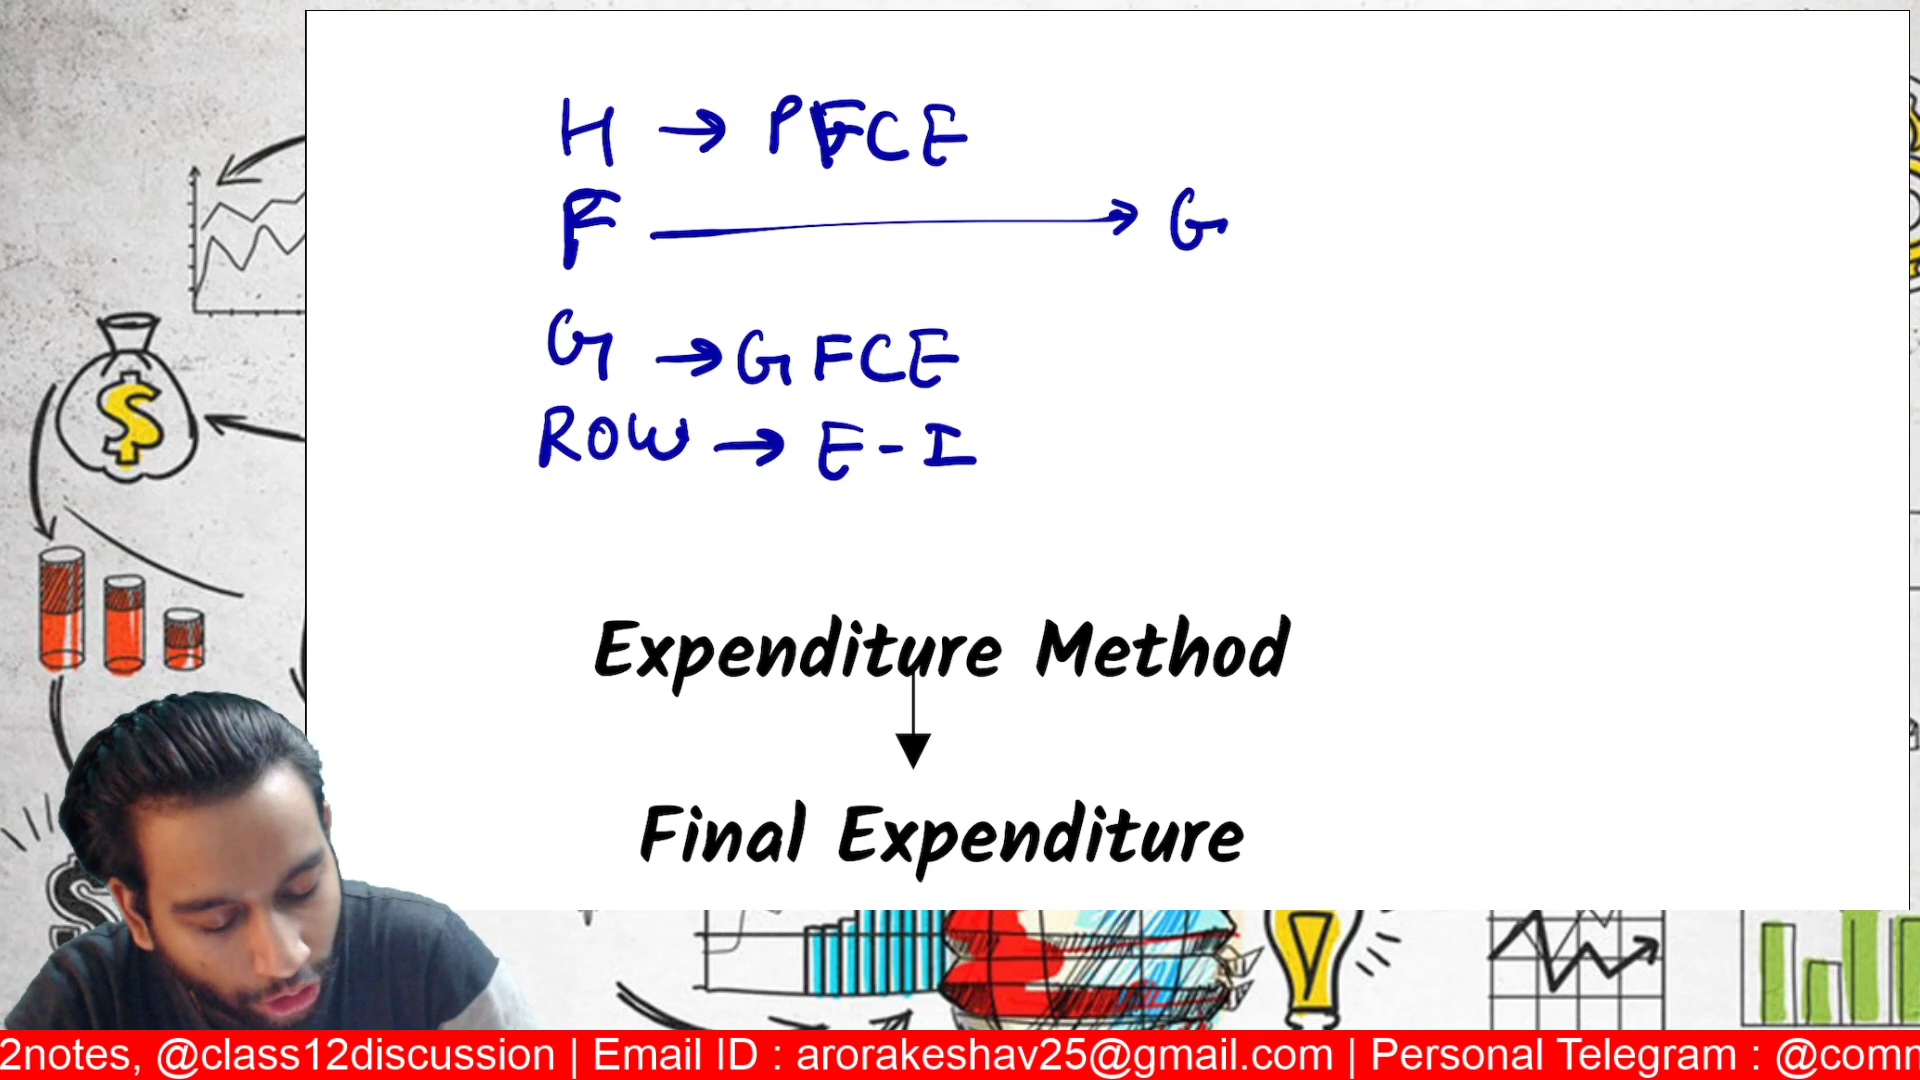 H → PFCE
F → G
G → GFCE
ROW → E-I
Expenditure Method
Final Expenditure
2notes, @class12discussion | Email ID : arorakeshav25@gmail.com | Personal Telegram : @comm